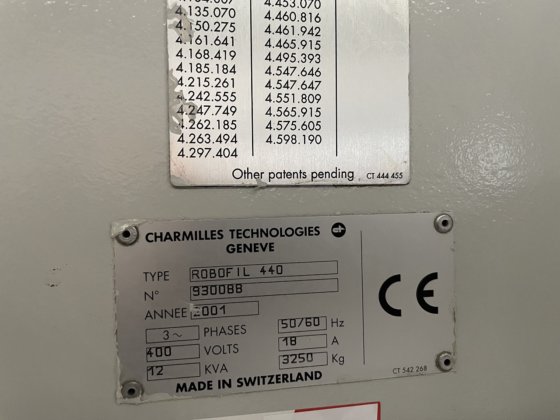 4.453.070
4.135.070 4.460.816
4.150.275 4.461.942
4.161.641 4.465.915
4.168.419 4.495.393
4.185.184 4.547.646
4.215.261 4.547.647
4.242.555 4.551.809
4.247.749 4.565.915
4.262.185 4.575.605
4.263.494 4.598.190
4.297.404
Other patents pending CT 444 455
CHARMILLES TECHNOLOGIES
GENEVE
TYPE ROBOFIL 440
N° 930088
ANNEE 2001
3~ PHASES 50/60 Hz
400 VOLTS 18 A
12 KVA 3250 Kg
MADE IN SWITZERLAND
CE
CT 542 268